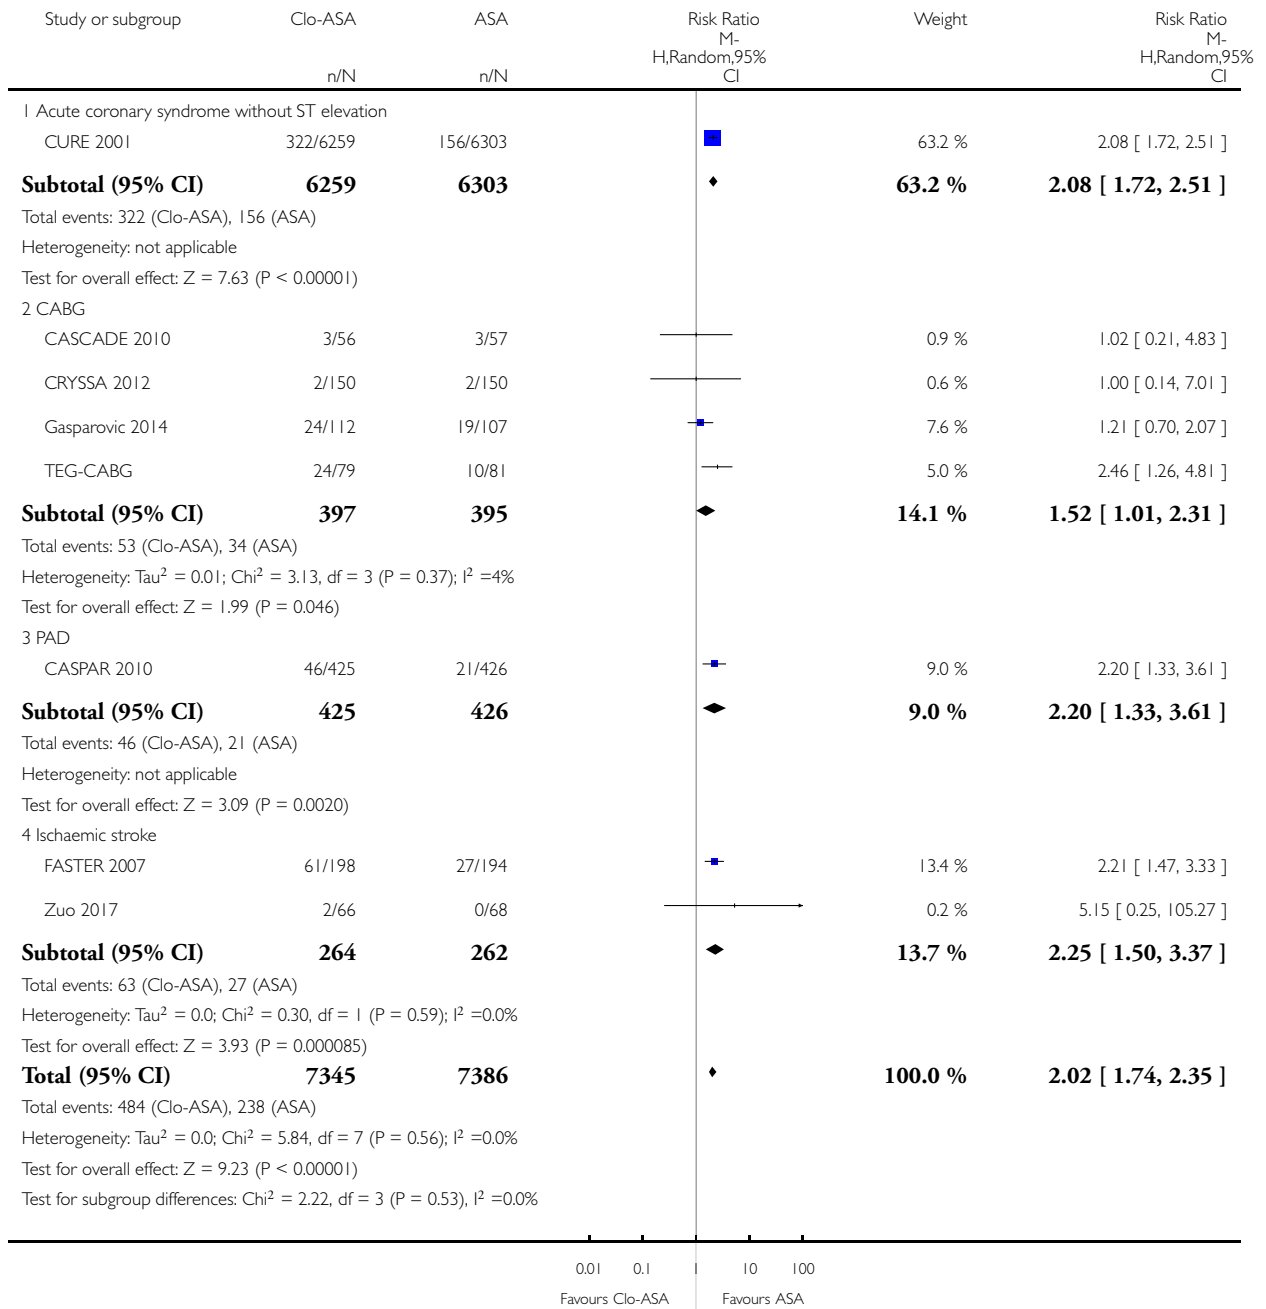 Study or subgroup Clo-ASA ASA Risk Ratio Weight Risk Ratio
M- M-
H,Random,95% H,Random,95%
n/N n/N CI CI
1 Acute coronary syndrome without ST elevation
CURE 2001 322/6259 156/6303 63.2 % 2.08 [ 1.72, 2.51 ]
Subtotal (95% CI) 6259 6303 63.2 % 2.08 [ 1.72, 2.51 ]
Total events: 322 (Clo-ASA), 156 (ASA)
Heterogeneity: not applicable
Test for overall effect: Z = 7.63 (P < 0.00001)
2 CABG
CASCADE 2010 3/56 3/57 0.9 % 1.02 [ 0.21, 4.83 ]
CRYSSA 2012 2/150 2/150 0.6 % 1.00 [ 0.14, 7.01 ]
Gasparovic 2014 24/112 19/107 7.6 % 1.21 [ 0.70, 2.07 ]
TEG-CABG 24/79 10/81 5.0 % 2.46 [ 1.26, 4.81 ]
Subtotal (95% CI) 397 395 14.1 % 1.52 [ 1.01, 2.31 ]
Total events: 53 (Clo-ASA), 34 (ASA)
Heterogeneity: Tau² = 0.01; Chi² = 3.13, df = 3 (P = 0.37); I² =4%
Test for overall effect: Z = 1.99 (P = 0.046)
3 PAD
CASPAR 2010 46/425 21/426 9.0 % 2.20 [ 1.33, 3.61 ]
Subtotal (95% CI) 425 426 9.0 % 2.20 [ 1.33, 3.61 ]
Total events: 46 (Clo-ASA), 21 (ASA)
Heterogeneity: not applicable
Test for overall effect: Z = 3.09 (P = 0.0020)
4 Ischaemic stroke
FASTER 2007 61/198 27/194 13.4 % 2.21 [ 1.47, 3.33 ]
Zuo 2017 2/66 0/68 0.2 % 5.15 [ 0.25, 105.27 ]
Subtotal (95% CI) 264 262 13.7 % 2.25 [ 1.50, 3.37 ]
Total events: 63 (Clo-ASA), 27 (ASA)
Heterogeneity: Tau² = 0.0; Chi² = 0.30, df = 1 (P = 0.59); I² =0.0%
Test for overall effect: Z = 3.93 (P = 0.000085)
Total (95% CI) 7345 7386 100.0 % 2.02 [ 1.74, 2.35 ]
Total events: 484 (Clo-ASA), 238 (ASA)
Heterogeneity: Tau² = 0.0; Chi² = 5.84, df = 7 (P = 0.56); I² =0.0%
Test for overall effect: Z = 9.23 (P < 0.00001)
Test for subgroup differences: Chi² = 2.22, df = 3 (P = 0.53), I² =0.0%
0.01 0.1 1 10 100
Favours Clo-ASA Favours ASA